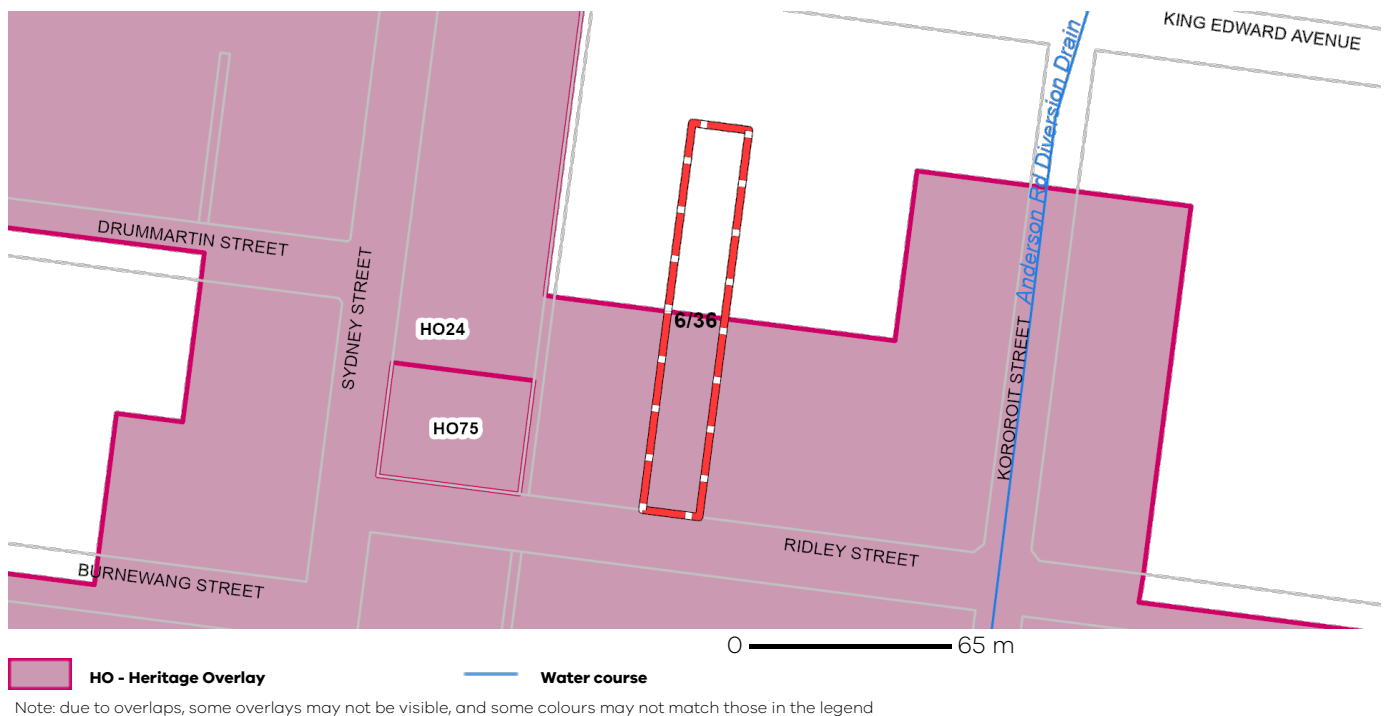 KING EDWARD AVENUE
Anderson Rd Diversion Drain
DRUMMARTIN STREET
SYDNEY STREET
HO24
6/36
KOROROIT STREET
HO75
RIDLEY STREET
BURNEWANG STREET
0 65 m
HO - Heritage Overlay Water course
Note: due to overlaps, some overlays may not be visible, and some colours may not match those in the legend